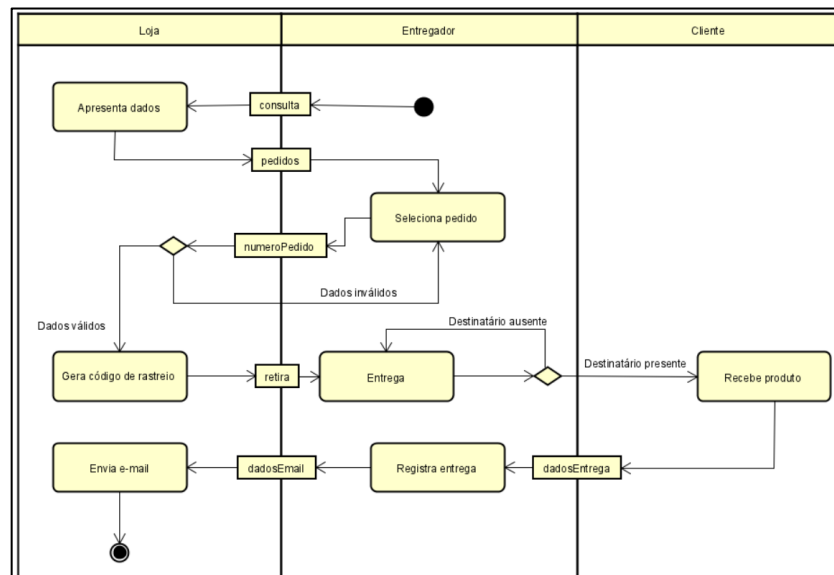 Loja
Entregador
Cliente
Apresenta dados
consulta
pedidos
Seleciona pedido
numeroPedido
Dados inválidos
Dados válidos
Destinatário ausente
Gera código de rastreio
retira
Entrega
Destinatário presente
Recebe produto
Envia e-mail
dadosEmail
Registra entrega
dadosEntrega